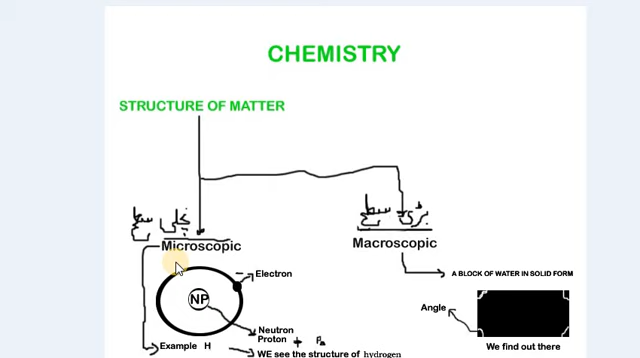 CHEMISTRY
STRUCTURE OF MATTER
نچلی سطح
بڑی سطح
Microscopic
Macroscopic
Electron
A BLOCK OF WATER IN SOLID FORM
NP
Angle
Neutron
Proton +
Example H
We find out there
WE see the structure of hydrogen